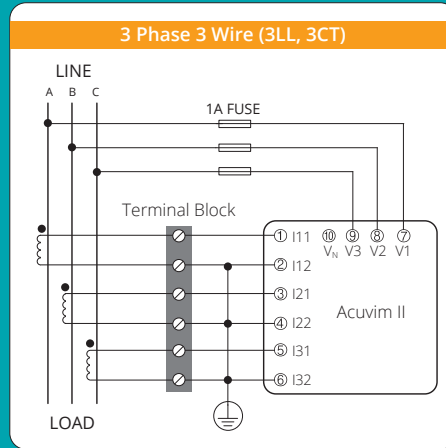 3 Phase 3 Wire (3LL, 3CT)
LINE
A B C
1A FUSE
Terminal Block
① I11 ⑩ ⑨ ⑧ ⑦
VN V3 V2 V1
② I12
③ I21
Acuvim II
④ I22
⑤ I31
⑥ I32
LOAD